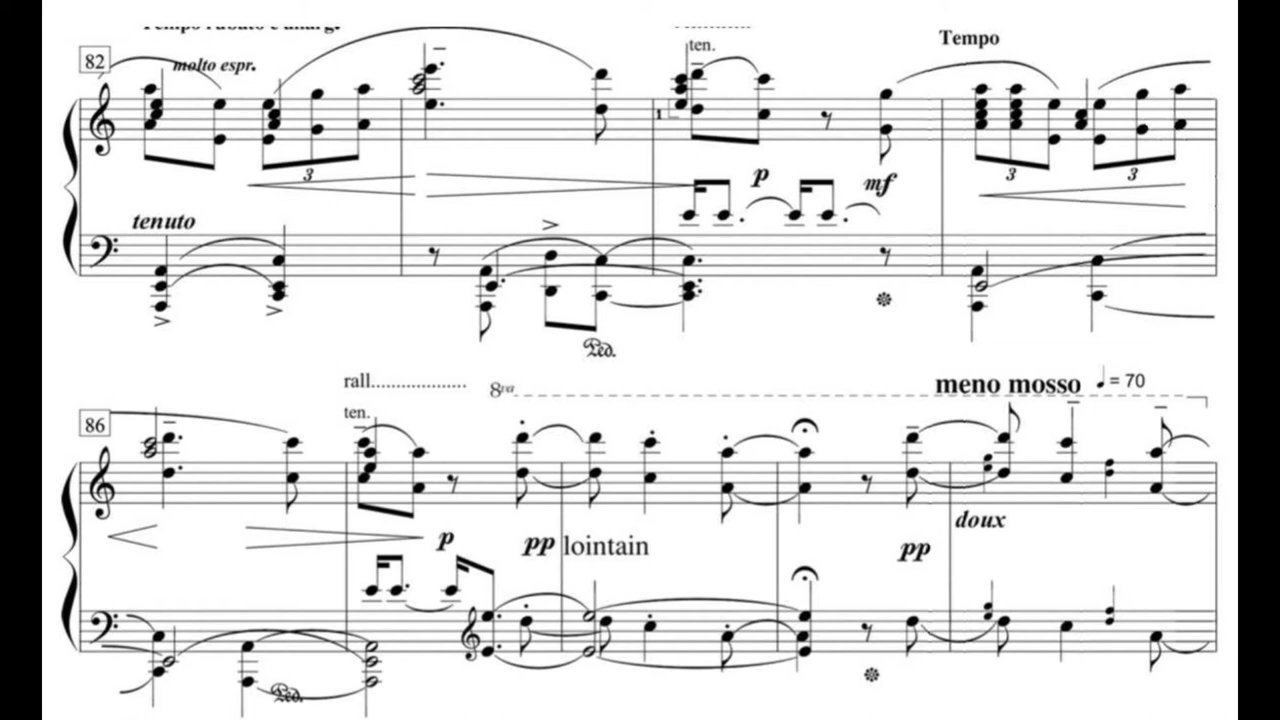 82
molto espr.
ten.
Tempo
1
3
p
mf
3
3
tenuto
Ped.
rall..................
8va
meno mosso ♩ = 70
86
ten.
p
pp lointain
pp
doux
Ped.